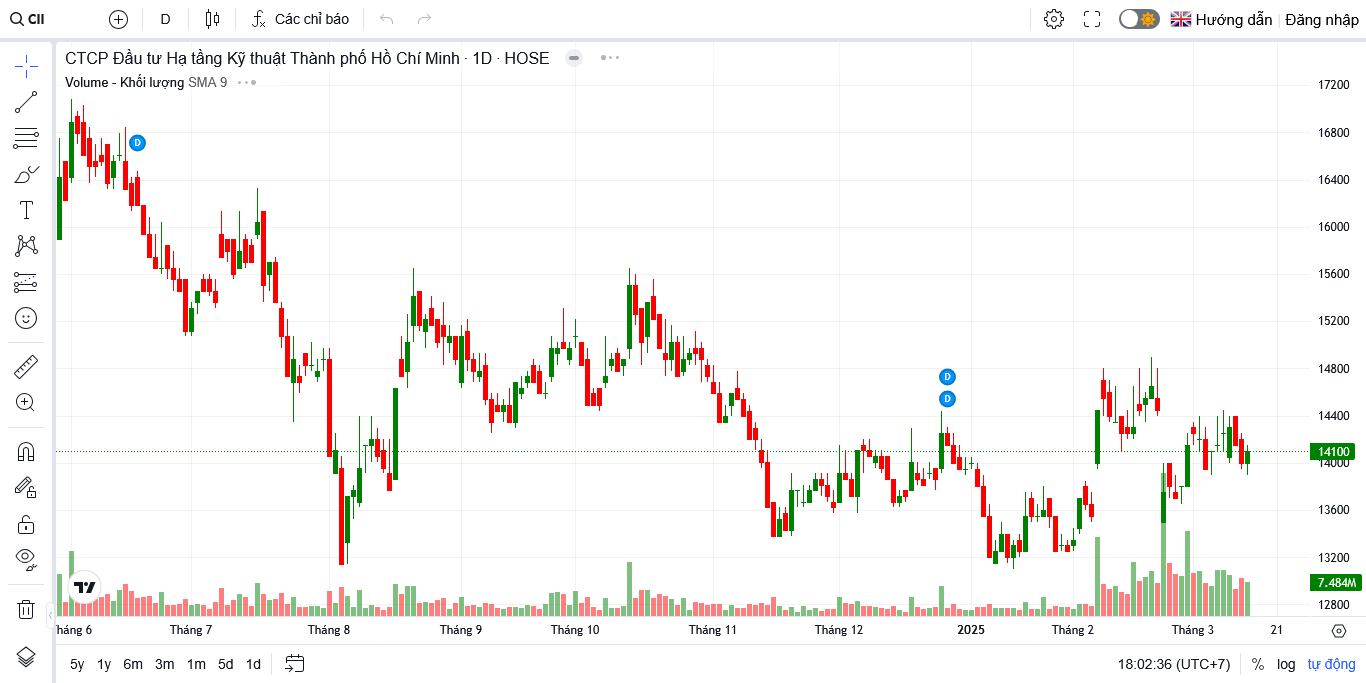 CII
D
Các chỉ báo
Hướng dẫn
Đăng nhập
CTCP Đầu tư Hạ tầng Kỹ thuật Thành phố Hồ Chí Minh · 1D · HOSE
Volume - Khối lượng SMA 9
D
D
D
17200
16800
16400
16000
15600
15200
14800
14400
14100
14000
13600
13200
7.484M
12800
háng 6
Tháng 7
Tháng 8
Tháng 9
Tháng 10
Tháng 11
Tháng 12
2025
Tháng 2
Tháng 3
21
5y 1y 6m 3m 1m 5d 1d
18:02:36 (UTC+7)
% log tự động